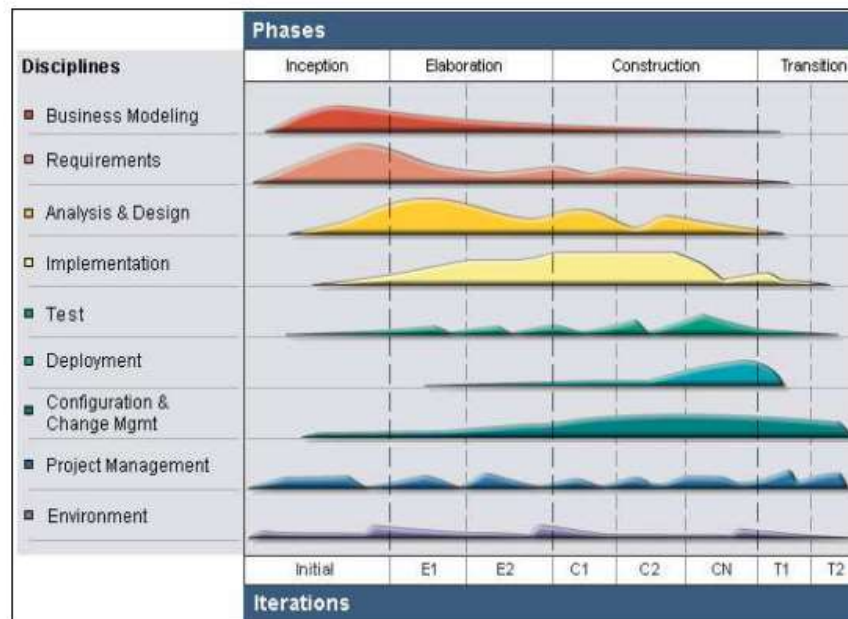 Phases
Disciplines
Inception Elaboration Construction Transition
Business Modeling
Requirements
Analysis & Design
Implementation
Test
Deployment
Configuration &
Change Mgmt
Project Management
Environment
Initial E1 E2 C1 C2 CN T1 T2
Iterations